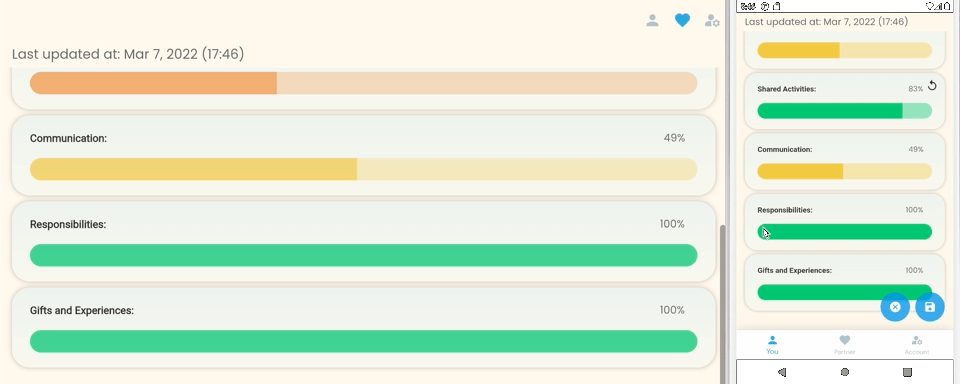 Last updated at: Mar 7, 2022 (17:46)
Communication: 49%
Responsibilities: 100%
Gifts and Experiences: 100%
Last updated at: Mar 7, 2022 (17:46)
Shared Activities: 83%
Communication: 49%
Responsibilities: 100%
Gifts and Experiences: 100%
You Partner Account